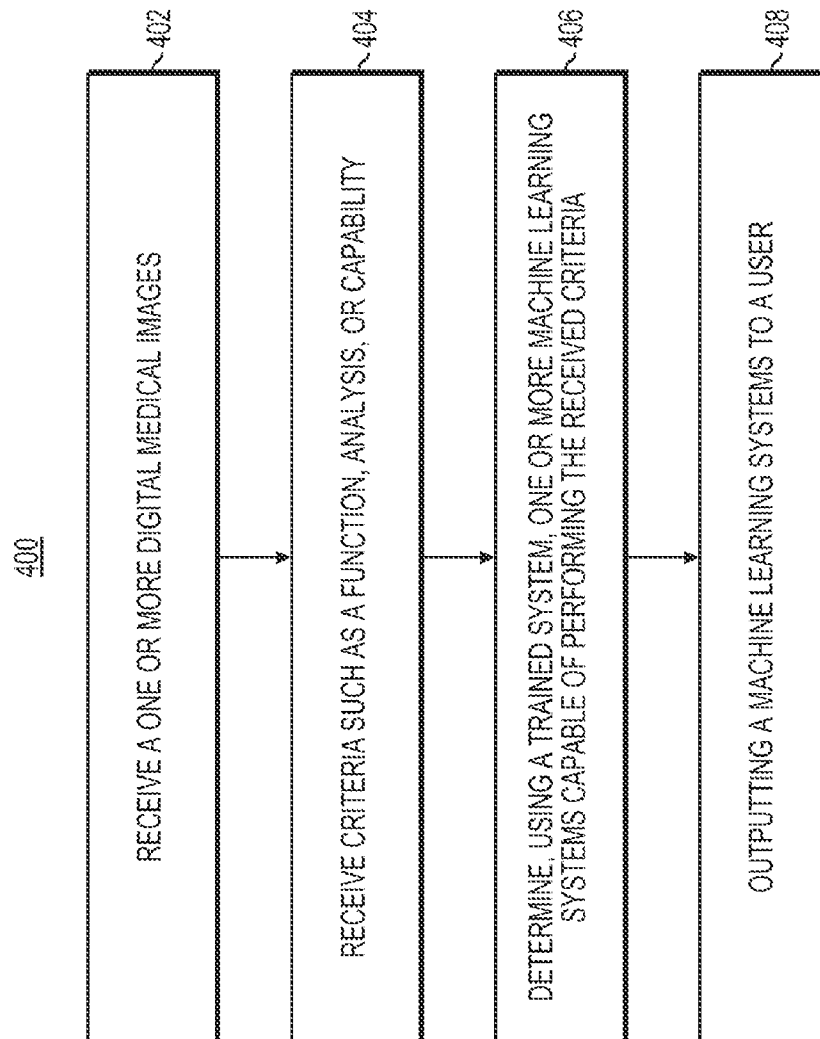 400
RECEIVE A ONE OR MORE DIGITAL MEDICAL IMAGES
402
RECEIVE CRITERIA SUCH AS A FUNCTION, ANALYSIS, OR CAPABILITY
404
DETERMINE, USING A TRAINED SYSTEM, ONE OR MORE MACHINE LEARNING
SYSTEMS CAPABLE OF PERFORMING THE RECEIVED CRITERIA
406
OUTPUTTING A MACHINE LEARNING SYSTEMS TO A USER
408